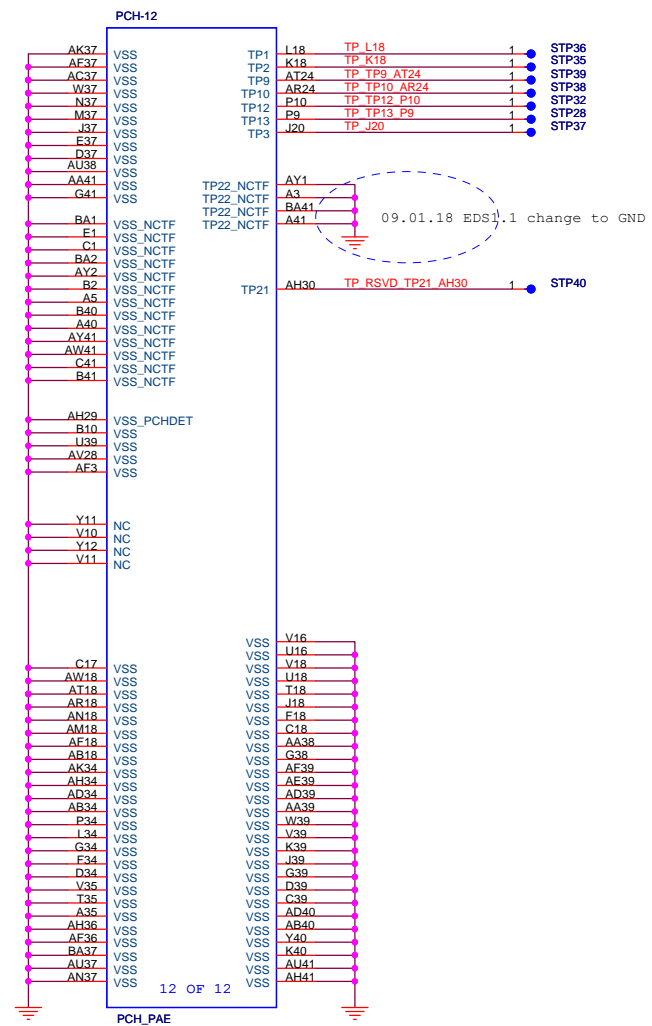 PCH-12
AK37 VSS TP1 L18 TP_L18 1 STP36
AF37 VSS TP2 K18 TP_K18 1 STP35
AC37 VSS TP9 AT24 TP_TP9_AT24 1 STP39
W37 VSS TP10 AR24 TP_TP10_AR24 1 STP38
N37 VSS TP12 P10 TP_TP12_P10 1 STP32
M37 VSS TP13 P9 TP_TP13_P9 1 STP28
J37 VSS TP3 J20 TP_J20 1 STP37
E37 VSS
D37 VSS
AU38 VSS
AA41 VSS TP22_NCTF AY1
G41 VSS TP22_NCTF A3
TP22_NCTF BA41
BA1 VSS_NCTF TP22_NCTF A41
09.01.18 EDS1.1 change to GND
E1 VSS_NCTF
C1 VSS_NCTF
BA2 VSS_NCTF
AY2 VSS_NCTF
B2 VSS_NCTF TP21 AH30 TP_RSVD_TP21_AH30 1 STP40
A5 VSS_NCTF
B40 VSS_NCTF
A40 VSS_NCTF
AY41 VSS_NCTF
AW41 VSS_NCTF
C41 VSS_NCTF
B41 VSS_NCTF
AH29 VSS_PCHDET
B10 VSS
U39 VSS
AV28 VSS
AF3 VSS
Y11 NC
V10 NC
Y12 NC
V11 NC
VSS V16
VSS U16
C17 VSS VSS V18
AW18 VSS VSS U18
AT18 VSS VSS T18
AR18 VSS VSS J18
AN18 VSS VSS F18
AM18 VSS VSS C18
AF18 VSS VSS AA38
AB18 VSS VSS G38
AK34 VSS VSS AF39
AH34 VSS VSS AE39
AD34 VSS VSS AD39
AB34 VSS VSS AA39
P34 VSS VSS W39
L34 VSS VSS V39
G34 VSS VSS K39
F34 VSS VSS J39
D34 VSS VSS G39
V35 VSS VSS D39
T35 VSS VSS C39
A35 VSS VSS AD40
AH36 VSS VSS AB40
AF36 VSS VSS Y40
BA37 VSS VSS K40
AU37 VSS VSS AU41
AN37 VSS VSS AH41
12 OF 12
PCH_PAE